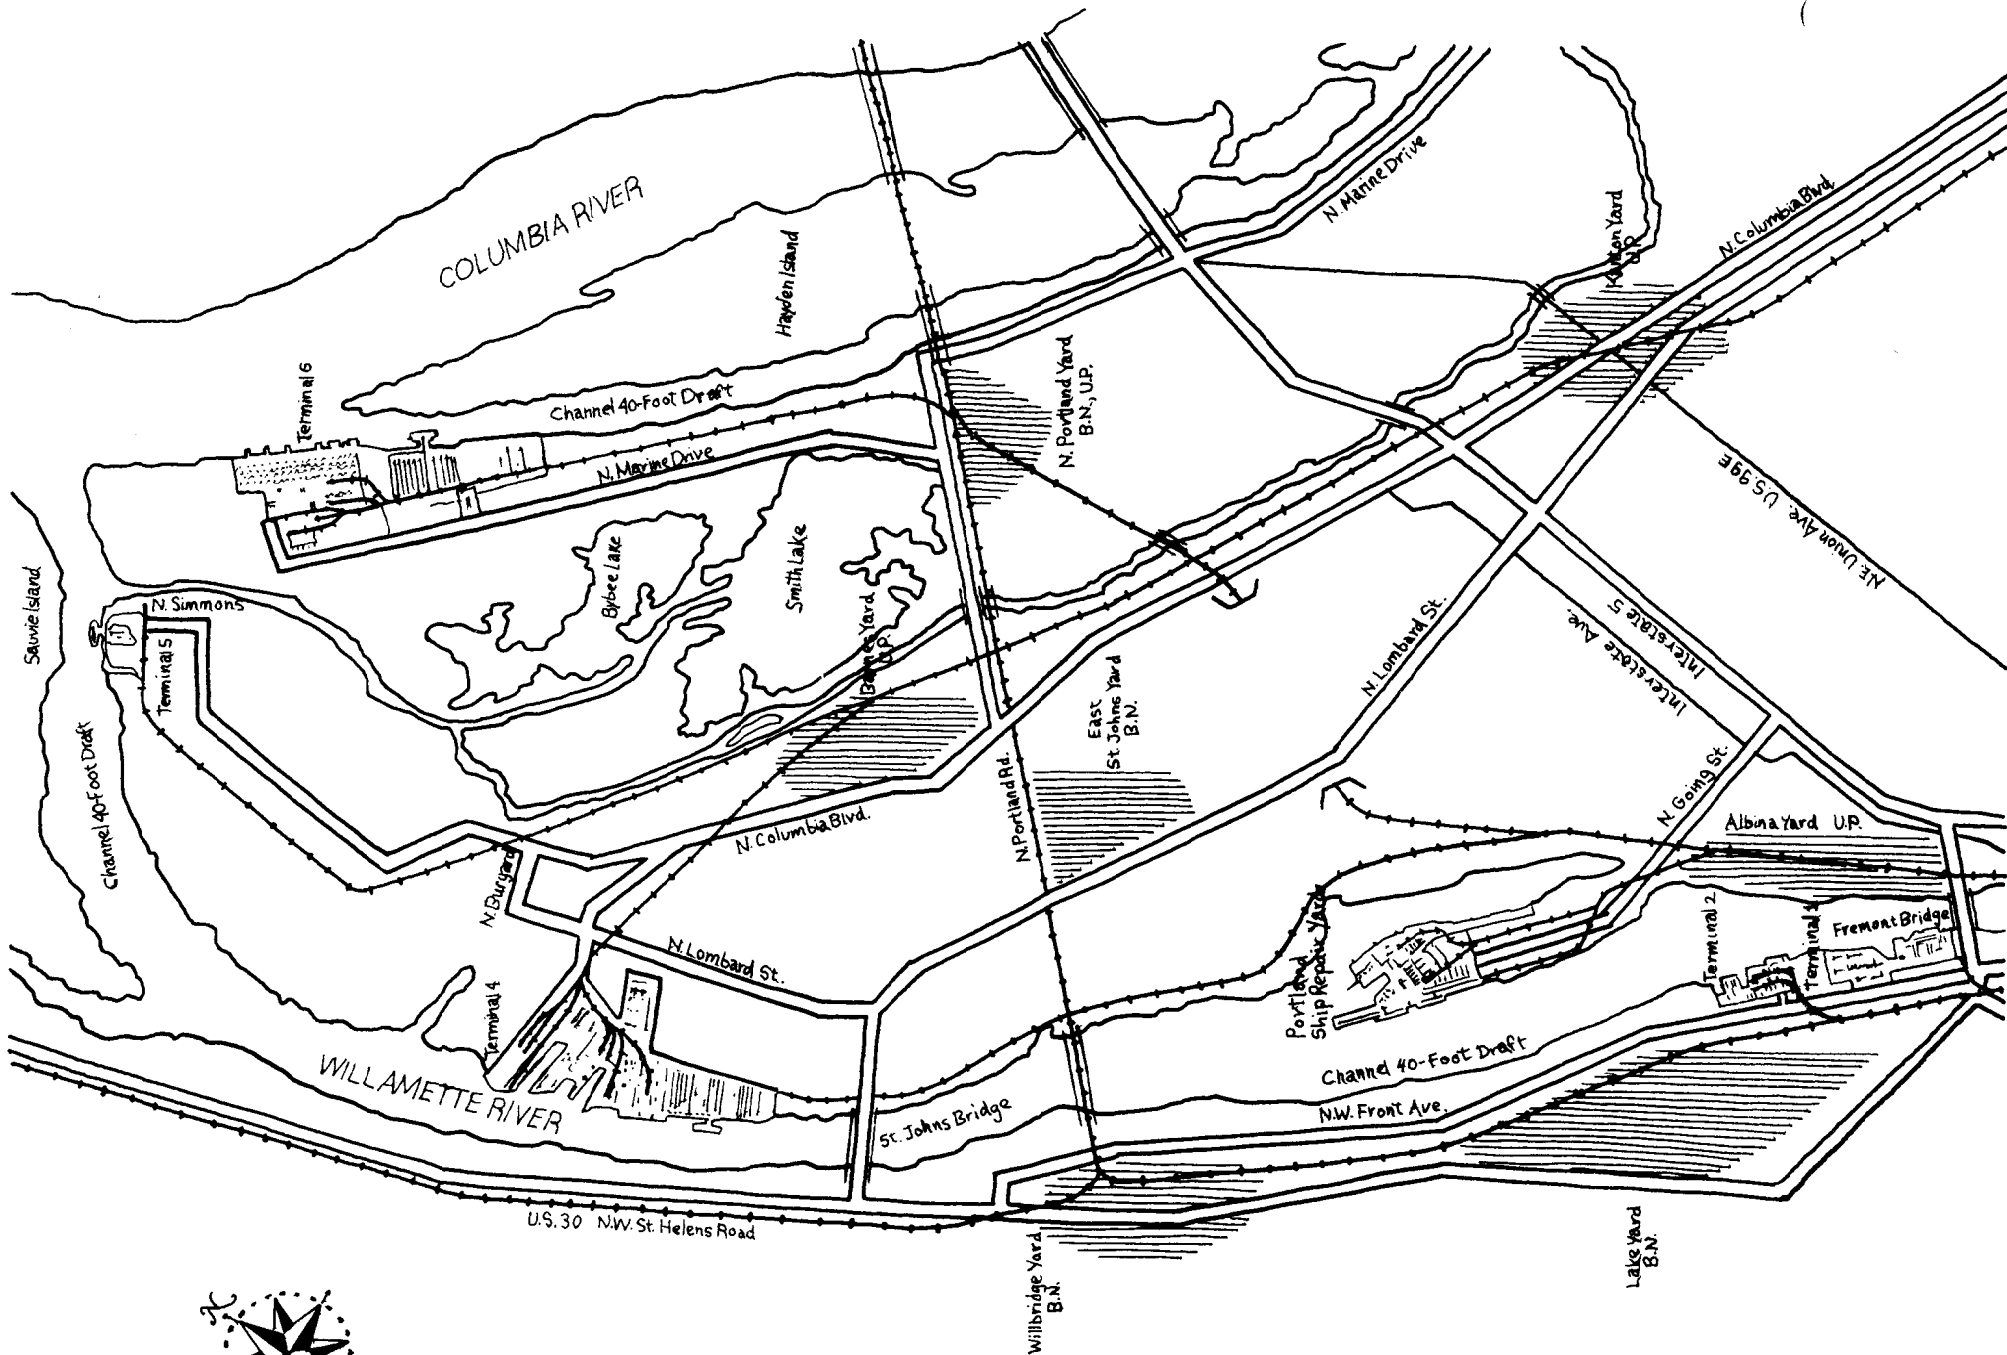 COLUMBIA RIVER
N. Marine Drive
N. Columbia Blvd
Kenton Yard
U.P.
Hayden Island
Terminal 6
Channel 40-Foot Draft
N. Portland Yard
B.N., U.P.
N. Marine Drive
Sauvie Island
N. Simmons
Bybee Lake
Smith Lake
N.E. Union Ave. U.S. 99E
Terminal 5
Barnes Yard
U.P.
Interstate 5
Interstate Ave.
N. Lombard St.
East
St. Johns Yard
B.N.
Channel 40-Foot Draft
N. Portland Rd.
N. Columbia Blvd.
N. Going St.
Albina Yard U.P.
N. Burgard
N. Lombard St.
Portland
Ship Repair Yard
Terminal 2
Terminal 1
Fremont Bridge
Terminal 4
WILLAMETTE RIVER
Channel 40-Foot Draft
St. Johns Bridge
N.W. Front Ave.
U.S. 30 N.W. St. Helens Road
Willbridge Yard
B.N.
Lake Yard
B.N.
N